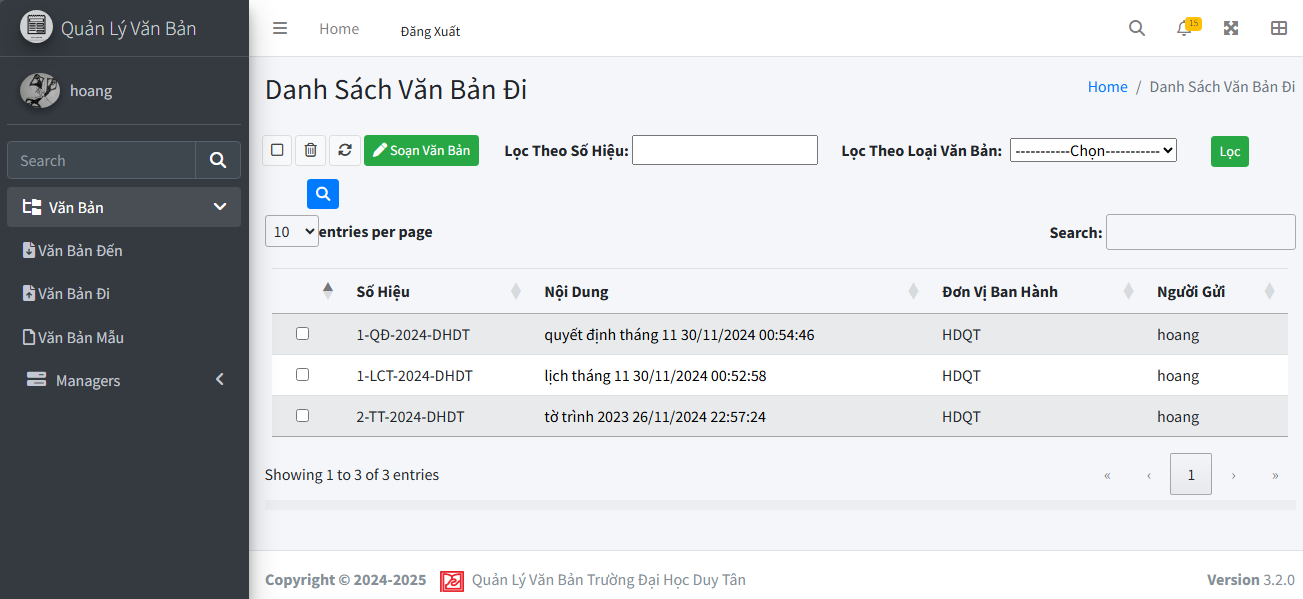 Quản Lý Văn Bản
Home
Đăng Xuất
15
hoang
Danh Sách Văn Bản Đi
Home / Danh Sách Văn Bản Đi
Search
Soạn Văn Bản
Lọc Theo Số Hiệu:
Lọc Theo Loại Văn Bản:
-----------Chọn-----------
Lọc
Văn Bản
Văn Bản Đến
Văn Bản Đi
Văn Bản Mẫu
Managers
10 entries per page
Search:
Số Hiệu Nội Dung Đơn Vị Ban Hành Người Gửi
1-QĐ-2024-DHDT quyết định tháng 11 30/11/2024 00:54:46 HDQT hoang
1-LCT-2024-DHDT lịch tháng 11 30/11/2024 00:52:58 HDQT hoang
2-TT-2024-DHDT tờ trình 2023 26/11/2024 22:57:24 HDQT hoang
Showing 1 to 3 of 3 entries
« ‹ 1 › »
Copyright © 2024-2025 Quản Lý Văn Bản Trường Đại Học Duy Tân
Version 3.2.0